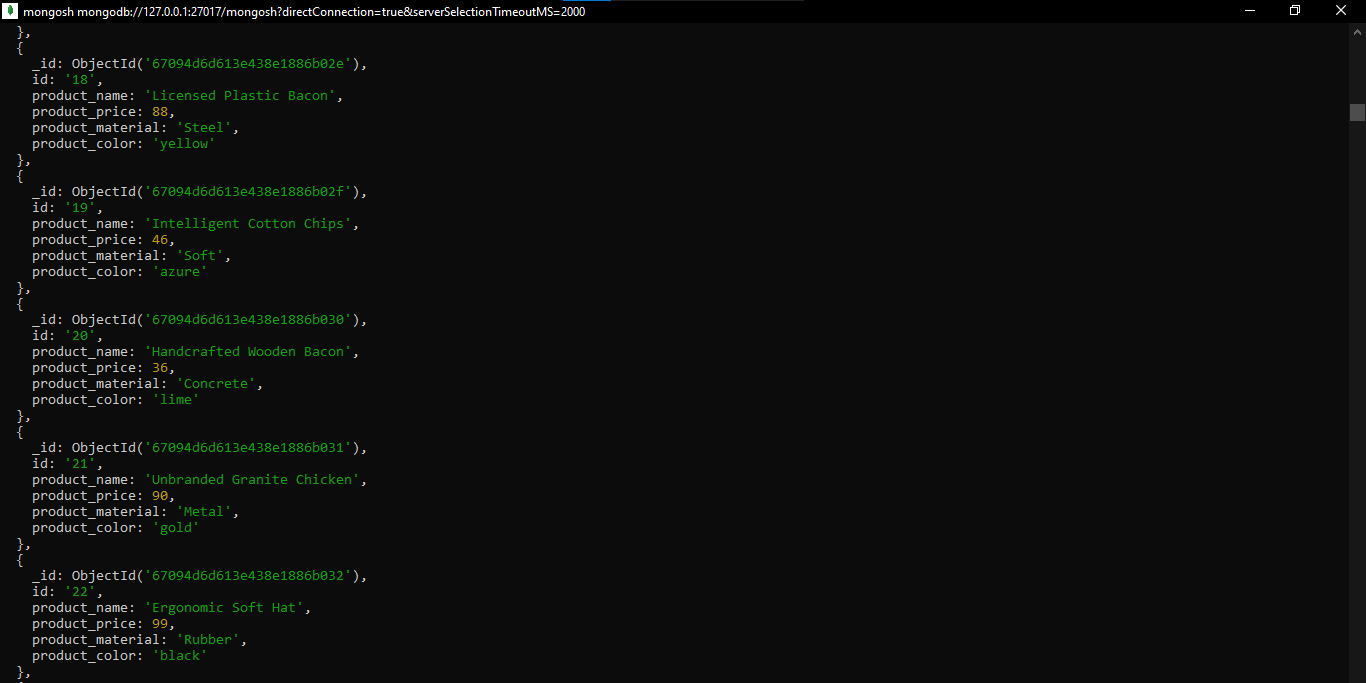 mongosh mongodb://127.0.0.1:27017/mongosh?directConnection=true&serverSelectionTimeoutMS=2000
},
{
_id: ObjectId('67094d6d613e438e1886b02e'),
id: '18',
product_name: 'Licensed Plastic Bacon',
product_price: 88,
product_material: 'Steel',
product_color: 'yellow'
},
{
_id: ObjectId('67094d6d613e438e1886b02f'),
id: '19',
product_name: 'Intelligent Cotton Chips',
product_price: 46,
product_material: 'Soft',
product_color: 'azure'
},
{
_id: ObjectId('67094d6d613e438e1886b030'),
id: '20',
product_name: 'Handcrafted Wooden Bacon',
product_price: 36,
product_material: 'Concrete',
product_color: 'lime'
},
{
_id: ObjectId('67094d6d613e438e1886b031'),
id: '21',
product_name: 'Unbranded Granite Chicken',
product_price: 90,
product_material: 'Metal',
product_color: 'gold'
},
{
_id: ObjectId('67094d6d613e438e1886b032'),
id: '22',
product_name: 'Ergonomic Soft Hat',
product_price: 99,
product_material: 'Rubber',
product_color: 'black'
},